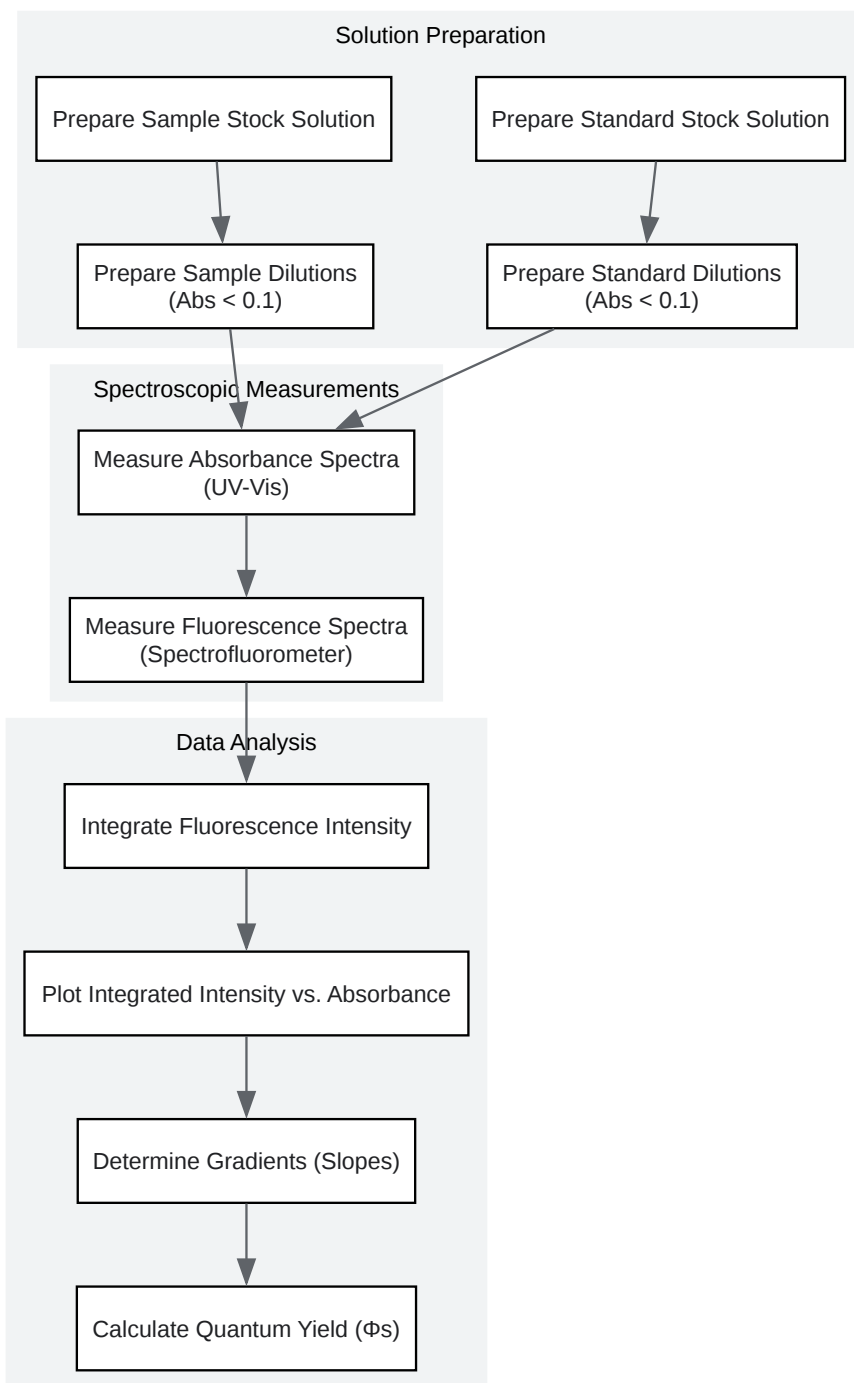 Solution Preparation
Prepare Sample Stock Solution
Prepare Standard Stock Solution
Prepare Sample Dilutions
(Abs < 0.1)
Prepare Standard Dilutions
(Abs < 0.1)
Spectroscopic Measurements
Measure Absorbance Spectra
(UV-Vis)
Measure Fluorescence Spectra
(Spectrofluorometer)
Data Analysis
Integrate Fluorescence Intensity
Plot Integrated Intensity vs. Absorbance
Determine Gradients (Slopes)
Calculate Quantum Yield (Φs)